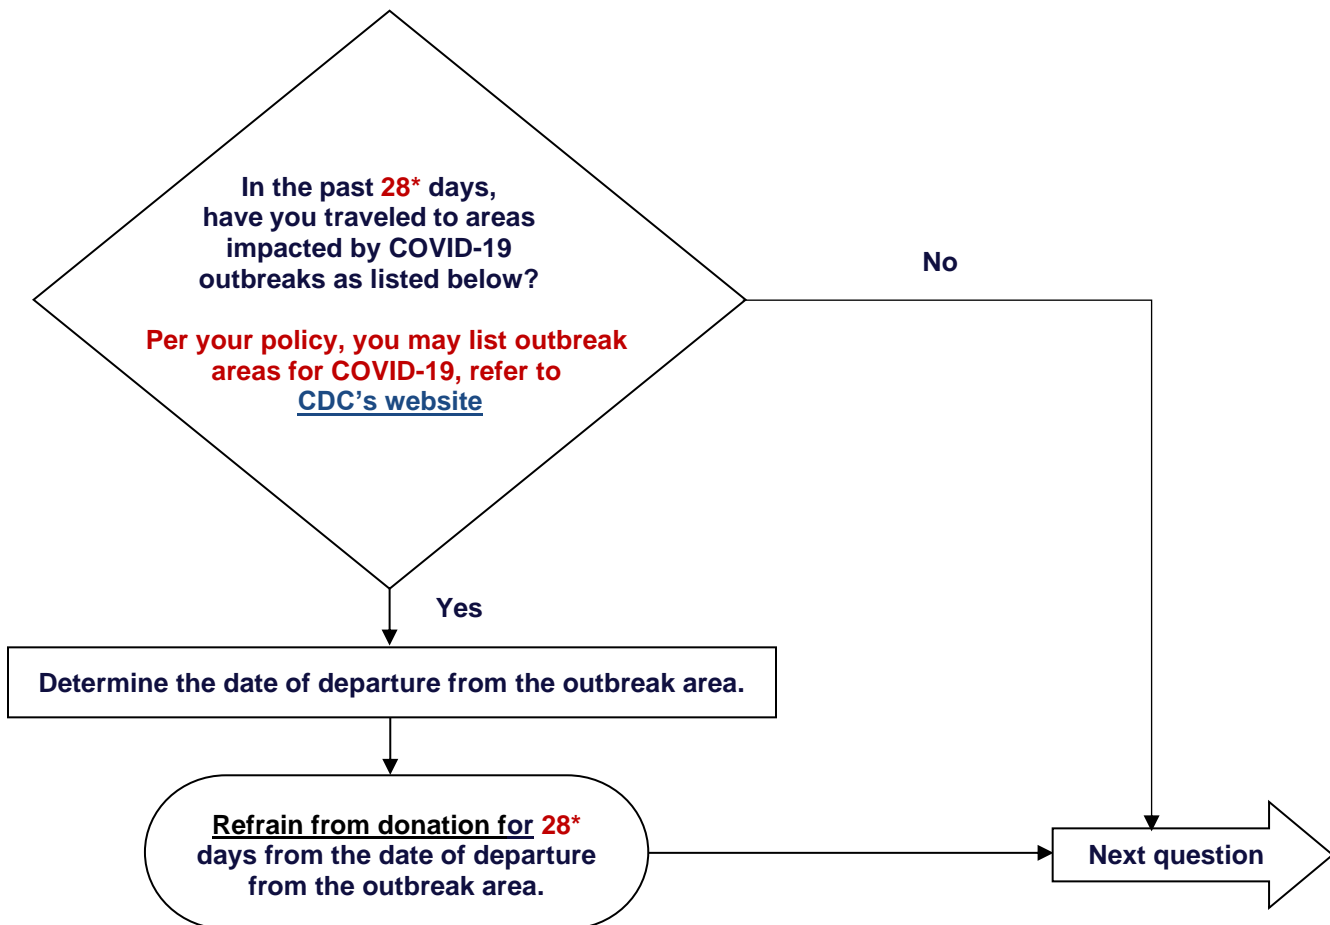 In the past 28* days,
have you traveled to areas
impacted by COVID-19
outbreaks as listed below?
Per your policy, you may list outbreak
areas for COVID-19, refer to
CDC’s website
No
Yes
Determine the date of departure from the outbreak area.
Refrain from donation for 28*
days from the date of departure
from the outbreak area.
Next question